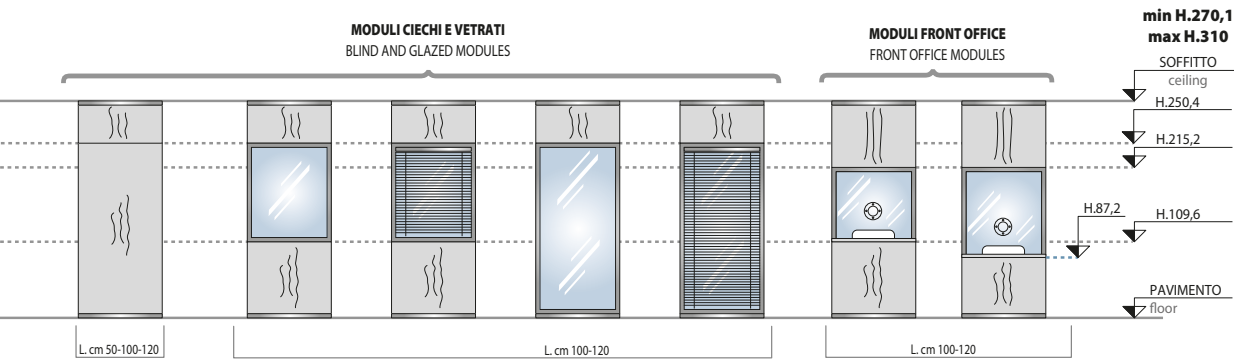 MODULI CIECHI E VETRATI
BLIND AND GLAZED MODULES
MODULI FRONT OFFICE
FRONT OFFICE MODULES
min H.270,1
max H.310
SOFFITTO
ceiling
H.250,4
H.215,2
H.87,2
H.109,6
PAVIMENTO
floor
L. cm 50-100-120
L. cm 100-120
L. cm 100-120